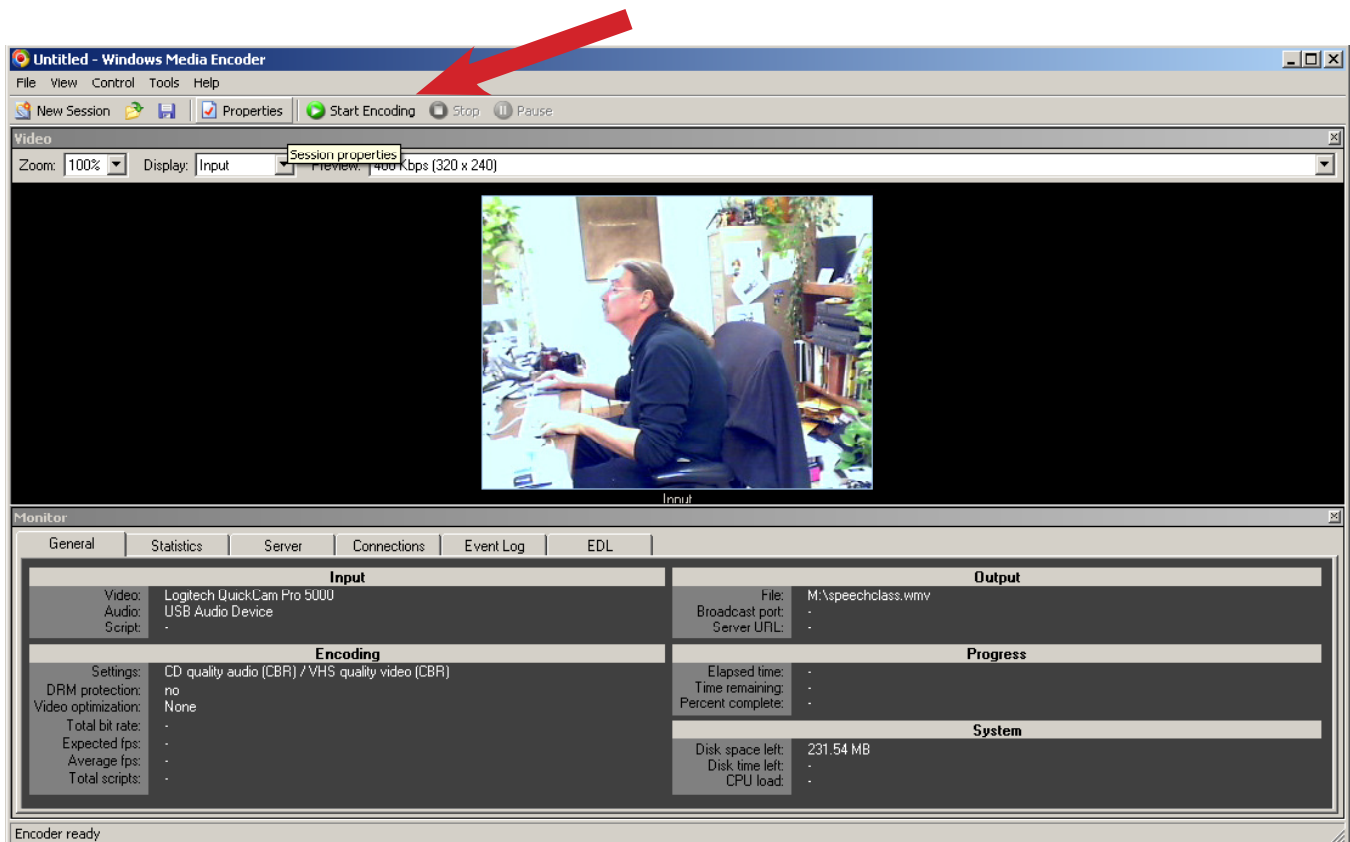 Untitled - Windows Media Encoder
File View Control Tools Help
New Session Properties Start Encoding Stop Pause
Video
Zoom: 100% Display: Input Preview: 400 Kbps (320 x 240)
Session properties
Input
Monitor
General Statistics Server Connections Event Log EDL
Input
Video: Logitech QuickCam Pro 5000
Audio: USB Audio Device
Script: -
Encoding
Settings: CD quality audio (CBR) / VHS quality video (CBR)
DRM protection: no
Video optimization: None
Total bit rate: -
Expected fps: -
Average fps: -
Total scripts: -
Output
File: M:\speechclass.wmv
Broadcast port: -
Server URL: -
Progress
Elapsed time: -
Time remaining: -
Percent complete: -
System
Disk space left: 231.54 MB
Disk time left: -
CPU load: -
Encoder ready